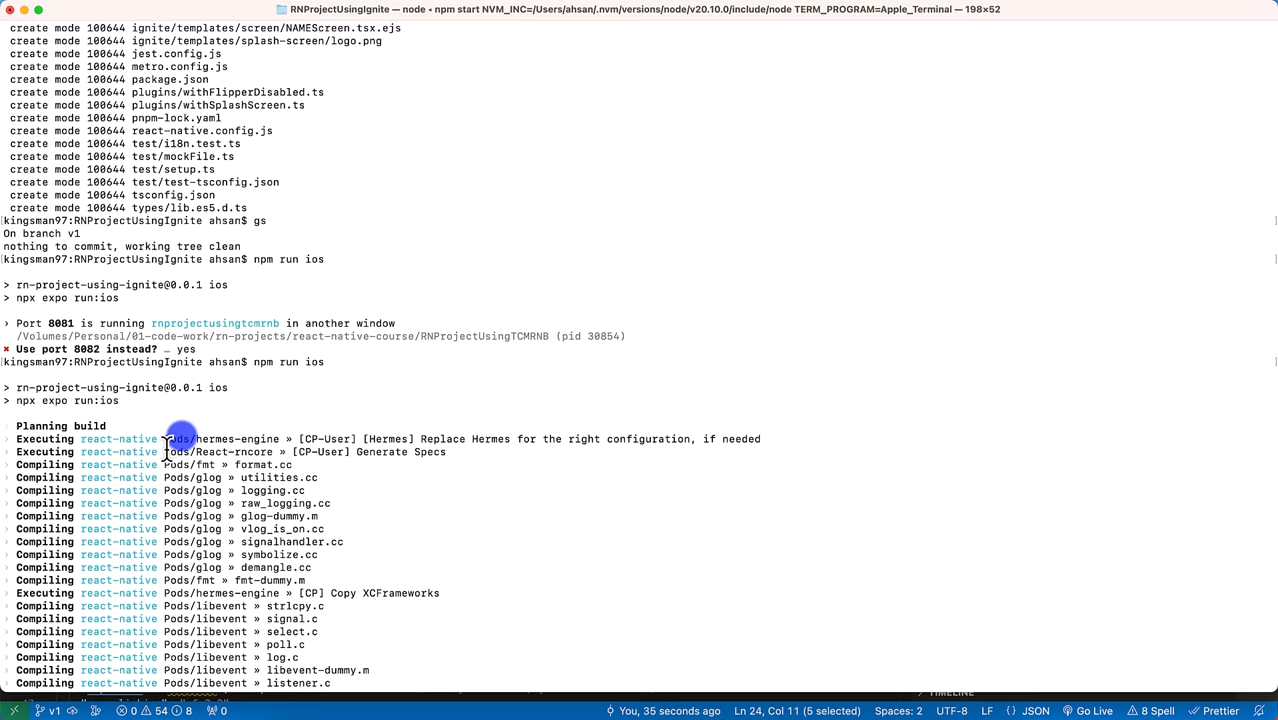 RNProjectUsingIgnite — node • npm start NVM_INC=/Users/ahsan/.nvm/versions/node/v20.10.0/include/node TERM_PROGRAM=Apple_Terminal — 198×52
create mode 100644 ignite/templates/screen/NAMEScreen.tsx.ejs
create mode 100644 ignite/templates/splash-screen/logo.png
create mode 100644 jest.config.js
create mode 100644 metro.config.js
create mode 100644 package.json
create mode 100644 plugins/withFlipperDisabled.ts
create mode 100644 plugins/withSplashScreen.ts
create mode 100644 pnpm-lock.yaml
create mode 100644 react-native.config.js
create mode 100644 test/i18n.test.ts
create mode 100644 test/mockFile.ts
create mode 100644 test/setup.ts
create mode 100644 test/test-tsconfig.json
create mode 100644 tsconfig.json
create mode 100644 types/lib.es5.d.ts
[kingsman97:RNProjectUsingIgnite ahsan$ gs ]
On branch v1
nothing to commit, working tree clean
[kingsman97:RNProjectUsingIgnite ahsan$ npm run ios ]
> rn-project-using-ignite@0.0.1 ios
> npx expo run:ios
› Port 8081 is running rnprojectusingtcmrnb in another window
/Volumes/Personal/01-code-work/rn-projects/react-native-course/RNProjectUsingTCMRNB (pid 30854)
✖ Use port 8082 instead? … yes
[kingsman97:RNProjectUsingIgnite ahsan$ npm run ios ]
> rn-project-using-ignite@0.0.1 ios
> npx expo run:ios
› Planning build
› Executing react-native Pods/hermes-engine » [CP-User] [Hermes] Replace Hermes for the right configuration, if needed
› Executing react-native Pods/React-rncore » [CP-User] Generate Specs
› Compiling react-native Pods/fmt » format.cc
› Compiling react-native Pods/glog » utilities.cc
› Compiling react-native Pods/glog » logging.cc
› Compiling react-native Pods/glog » raw_logging.cc
› Compiling react-native Pods/glog » glog-dummy.m
› Compiling react-native Pods/glog » vlog_is_on.cc
› Compiling react-native Pods/glog » signalhandler.cc
› Compiling react-native Pods/glog » symbolize.cc
› Compiling react-native Pods/glog » demangle.cc
› Compiling react-native Pods/fmt » fmt-dummy.m
› Executing react-native Pods/hermes-engine » [CP] Copy XCFrameworks
› Compiling react-native Pods/libevent » strlcpy.c
› Compiling react-native Pods/libevent » signal.c
› Compiling react-native Pods/libevent » select.c
› Compiling react-native Pods/libevent » poll.c
› Compiling react-native Pods/libevent » log.c
› Compiling react-native Pods/libevent » libevent-dummy.m
› Compiling react-native Pods/libevent » listener.c
TIMELINE
v1 0 54 8 0 You, 35 seconds ago Ln 24, Col 11 (5 selected) Spaces: 2 UTF-8 LF {} JSON Go Live 8 Spell Prettier